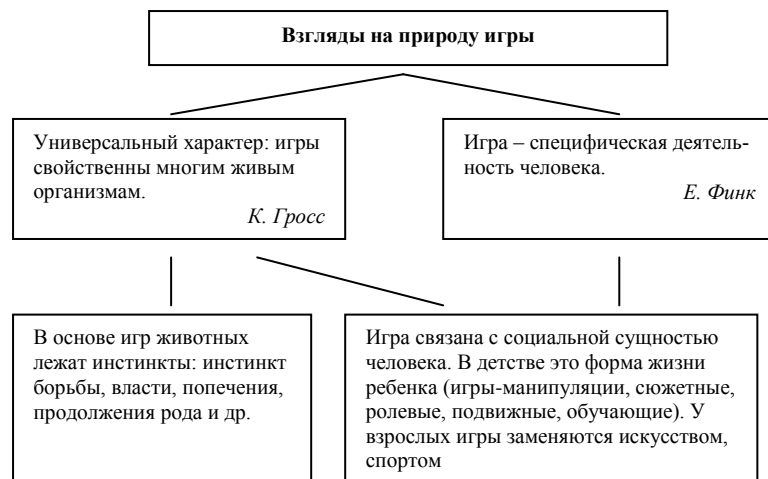 Взгляды на природу игры
Универсальный характер: игры
свойственны многим живым
организмам.
К. Гросс
Игра – специфическая деятель-
ность человека.
Е. Финк
В основе игр животных
лежат инстинкты: инстинкт
борьбы, власти, попечения,
продолжения рода и др.
Игра связана с социальной сущностью
человека. В детстве это форма жизни
ребенка (игры-манипуляции, сюжетные,
ролевые, подвижные, обучающие). У
взрослых игры заменяются искусством,
спортом